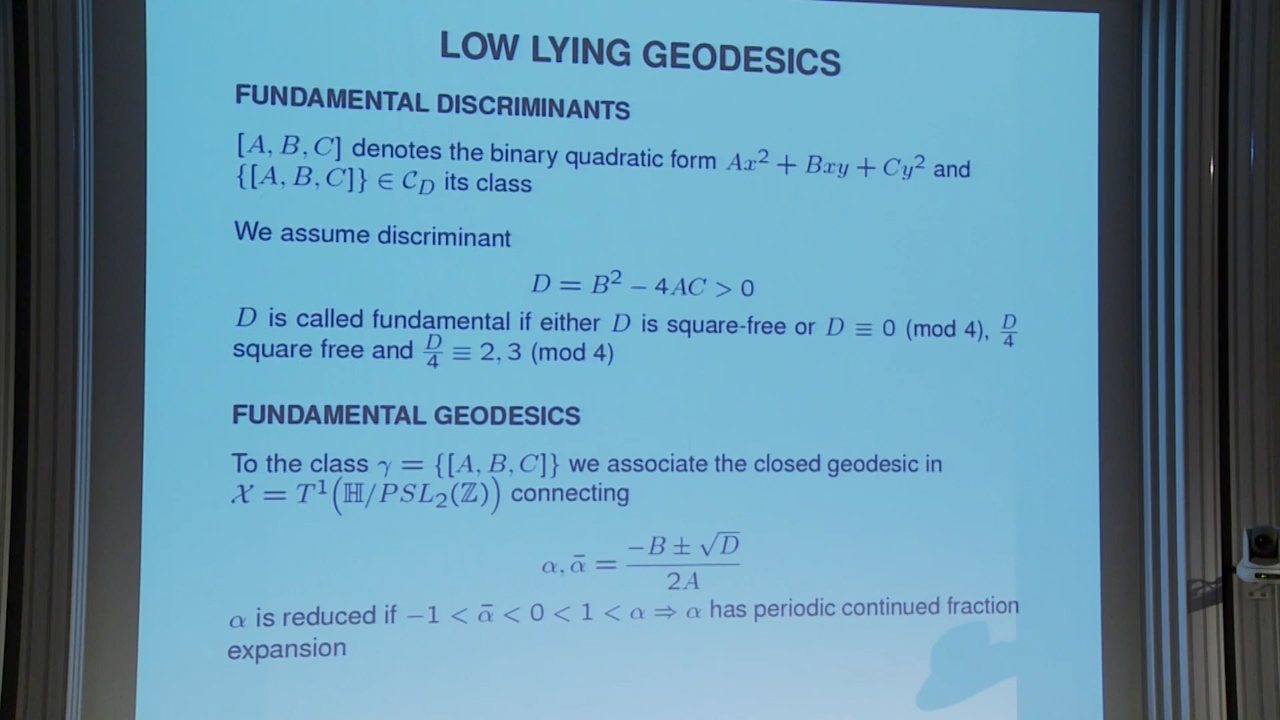 LOW LYING GEODESICS
FUNDAMENTAL DISCRIMINANTS
[A, B, C] denotes the binary quadratic form Ax² + Bxy + Cy² and
{[A, B, C]} ∈ C_D its class
We assume discriminant
D = B² − 4AC > 0
D is called fundamental if either D is square-free or D ≡ 0 (mod 4), D/4
square free and D/4 ≡ 2, 3 (mod 4)
FUNDAMENTAL GEODESICS
To the class γ = {[A, B, C]} we associate the closed geodesic in
𝒳 = T¹(ℍ/PSL₂(ℤ)) connecting
α, ᾱ = (−B ± √D)/(2A)
α is reduced if −1 < ᾱ < 0 < 1 < α ⇒ α has periodic continued fraction
expansion